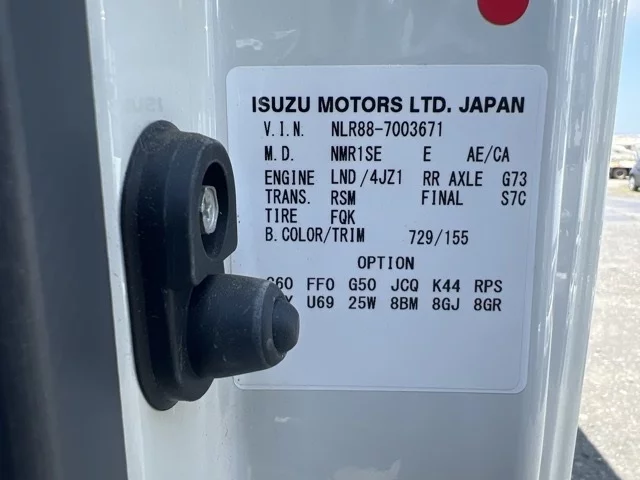 ISUZU MOTORS LTD. JAPAN
V.I.N. NLR88-7003671
M.D. NMR1SE E AE/CA
ENGINE LND/4JZ1 RR AXLE G73
TRANS. RSM FINAL S7C
TIRE FQK
B.COLOR/TRIM 729/155
OPTION
FF0 G50 JCQ K44 RPS
U69 25W 8BM 8GJ 8GR